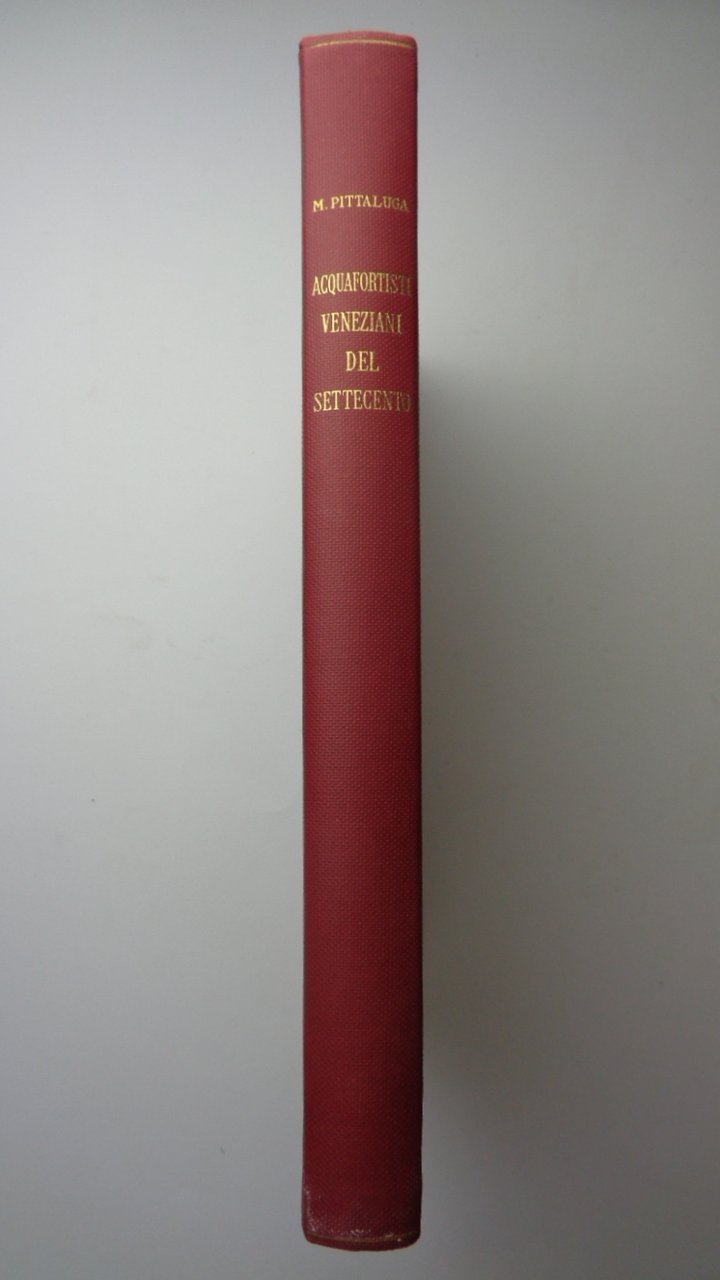 M. PITTALUGA
ACQUAFORTISTI
VENEZIANI
DEL
SETTECENTO